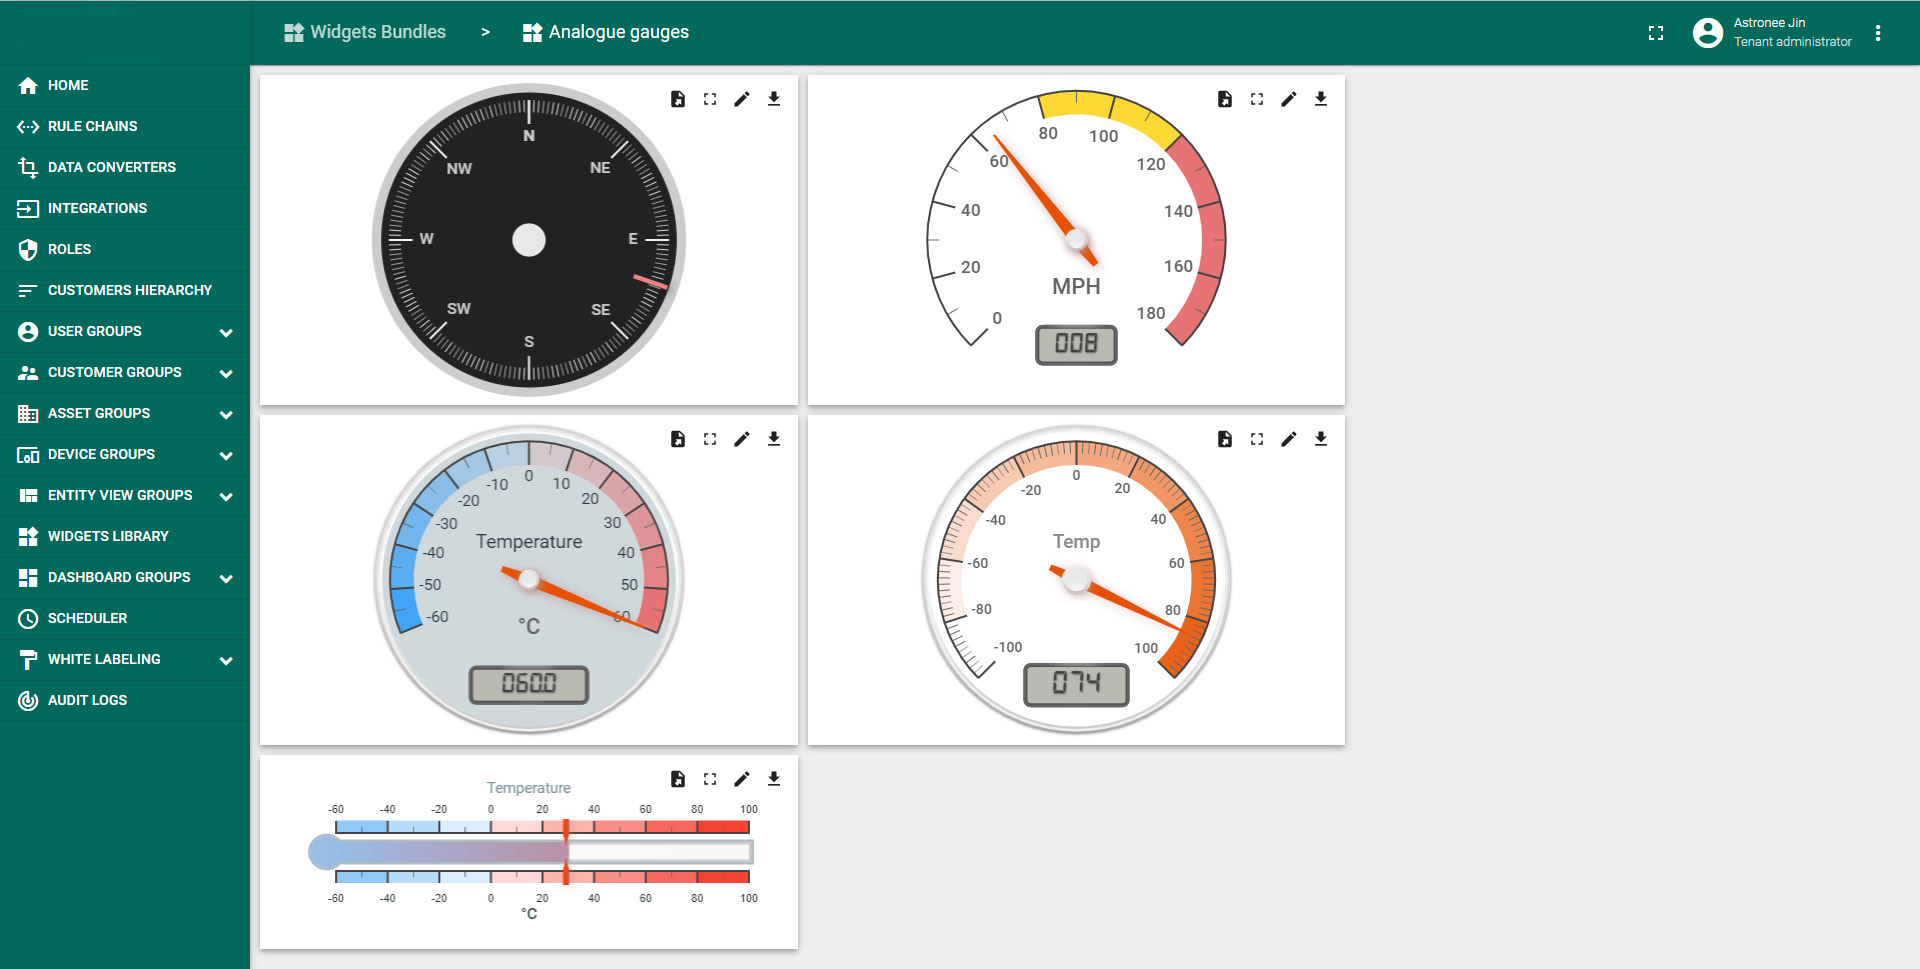 Widgets Bundles > Analogue gauges
Astronee Jin
Tenant administrator
HOME
RULE CHAINS
DATA CONVERTERS
INTEGRATIONS
ROLES
CUSTOMERS HIERARCHY
USER GROUPS
CUSTOMER GROUPS
ASSET GROUPS
DEVICE GROUPS
ENTITY VIEW GROUPS
WIDGETS LIBRARY
DASHBOARD GROUPS
SCHEDULER
WHITE LABELING
AUDIT LOGS
N
NW NE
W E
SW SE
S
80 100
60 120
40 140
20 160
MPH
0 180
008
-10 0 10
-20 20
-30 30
Temperature
-40 40
-50 50
-60 60
°C
060.0
0
-20 20
-40 40
Temp
-60 60
-80 80
-100 100
074
Temperature
-60 -40 -20 0 20 40 60 80 100
-60 -40 -20 0 20 40 60 80 100
°C